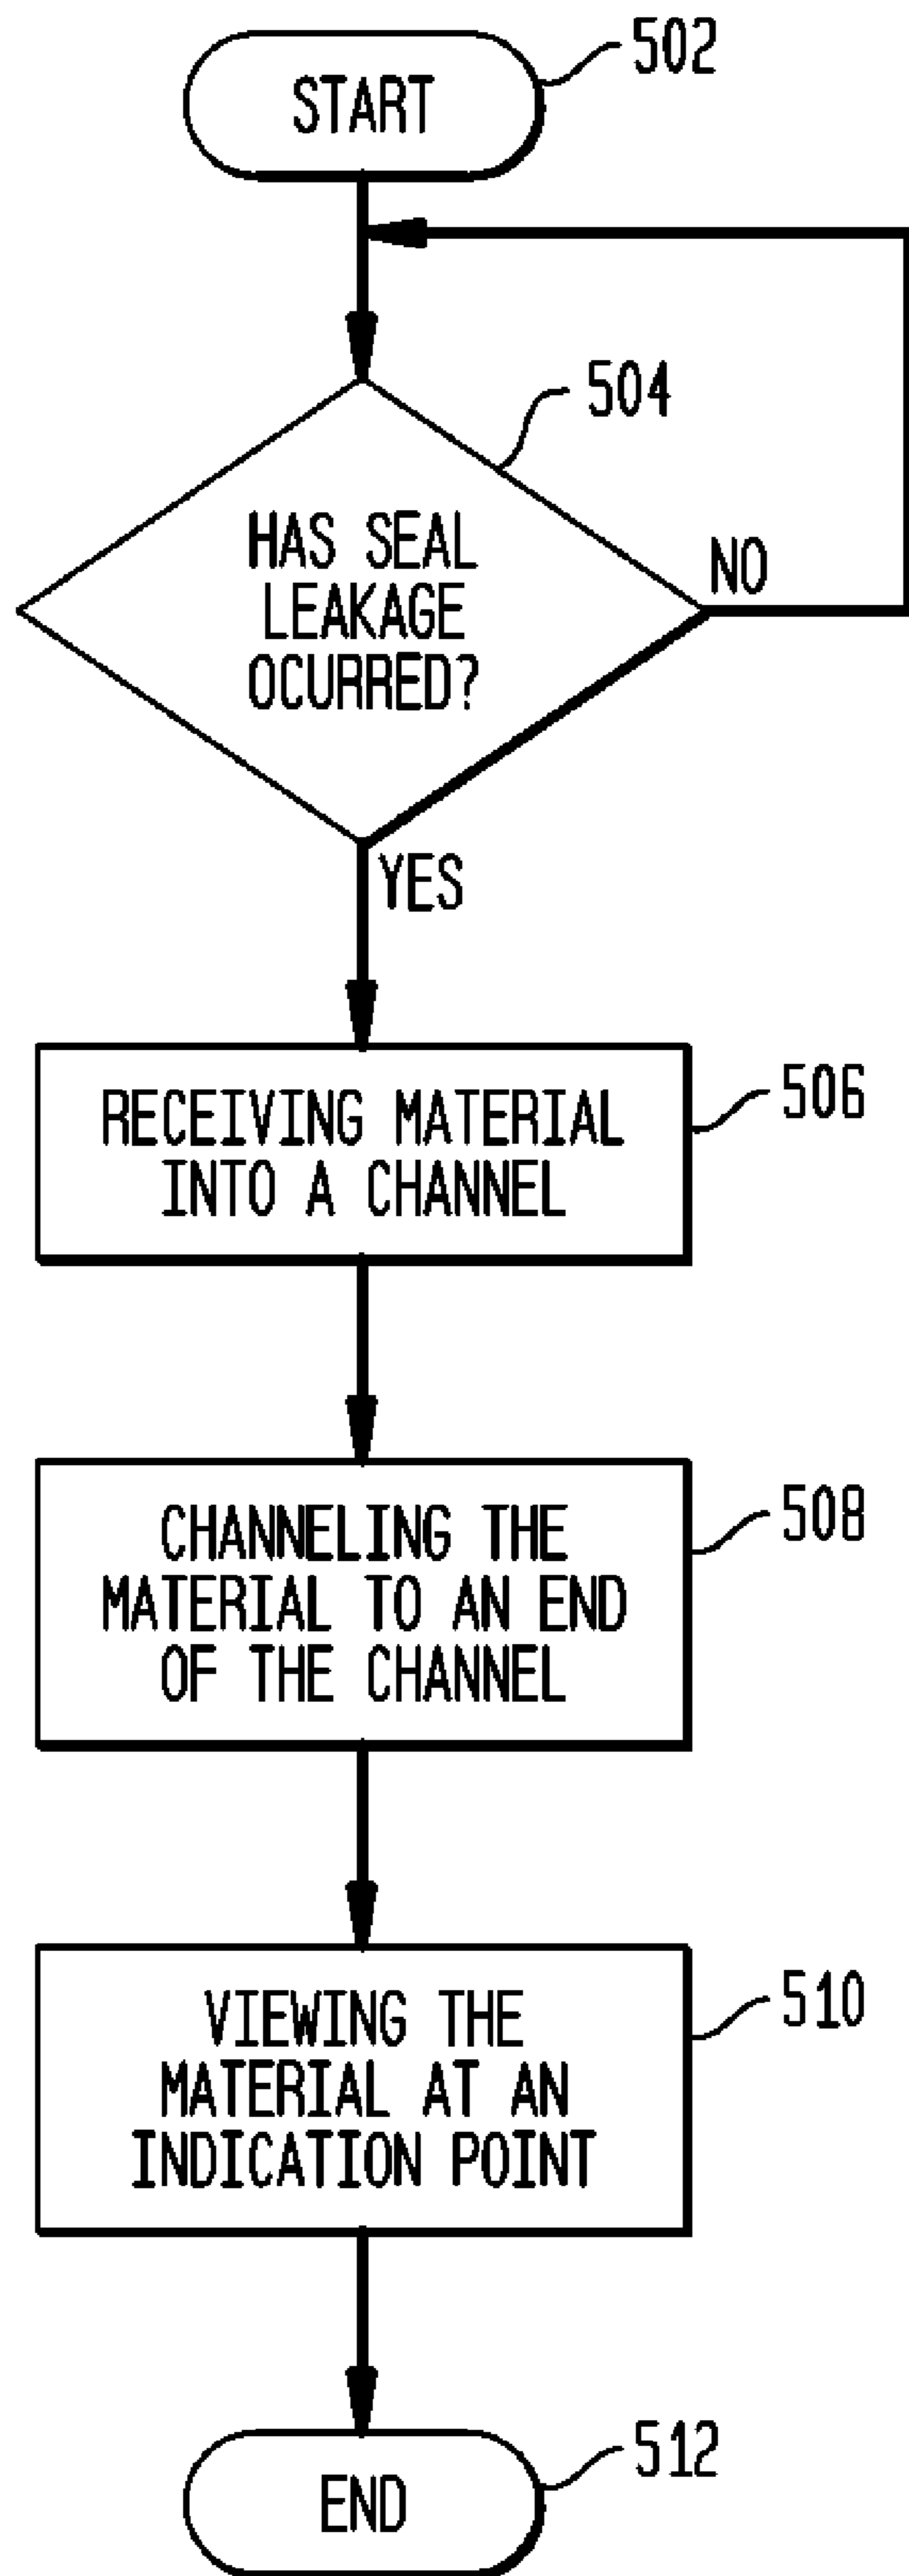 START
502
HAS SEAL
LEAKAGE
OCURRED?
504
NO
YES
RECEIVING MATERIAL
INTO A CHANNEL
506
CHANNELING THE
MATERIAL TO AN END
OF THE CHANNEL
508
VIEWING THE
MATERIAL AT AN
INDICATION POINT
510
END
512